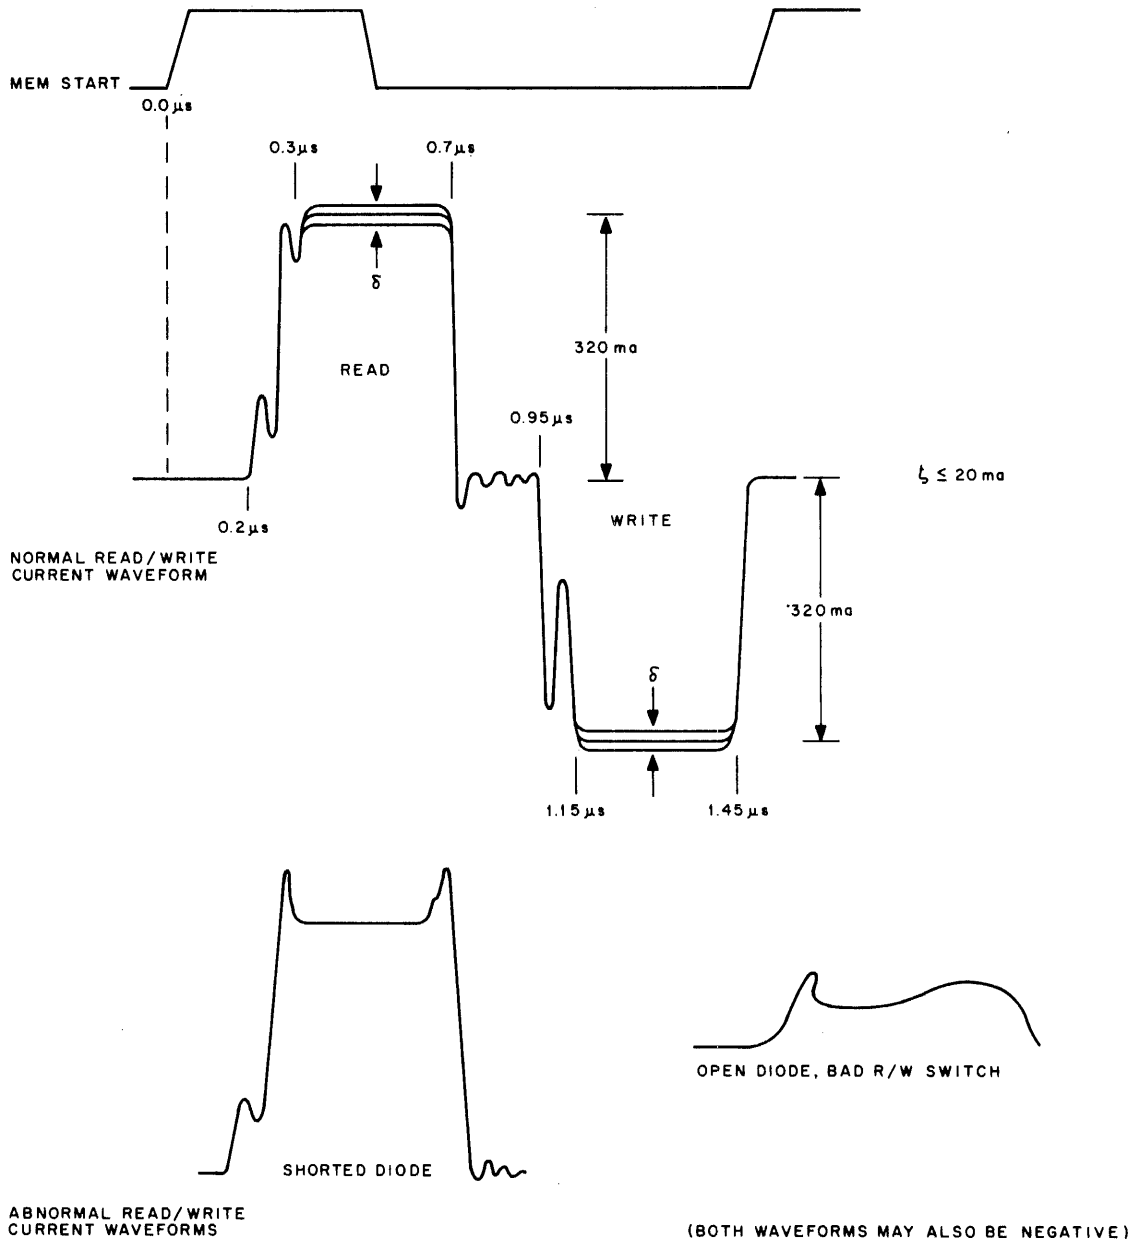 MEM START
0.0 µs
0.3µs
0.7µs
δ
READ
320 ma
0.95µs
0.2µs
WRITE
ζ ≤ 20 ma
NORMAL READ/WRITE
CURRENT WAVEFORM
320 ma
δ
1.15µs
1.45µs
OPEN DIODE, BAD R/W SWITCH
SHORTED DIODE
ABNORMAL READ/WRITE
CURRENT WAVEFORMS
(BOTH WAVEFORMS MAY ALSO BE NEGATIVE)